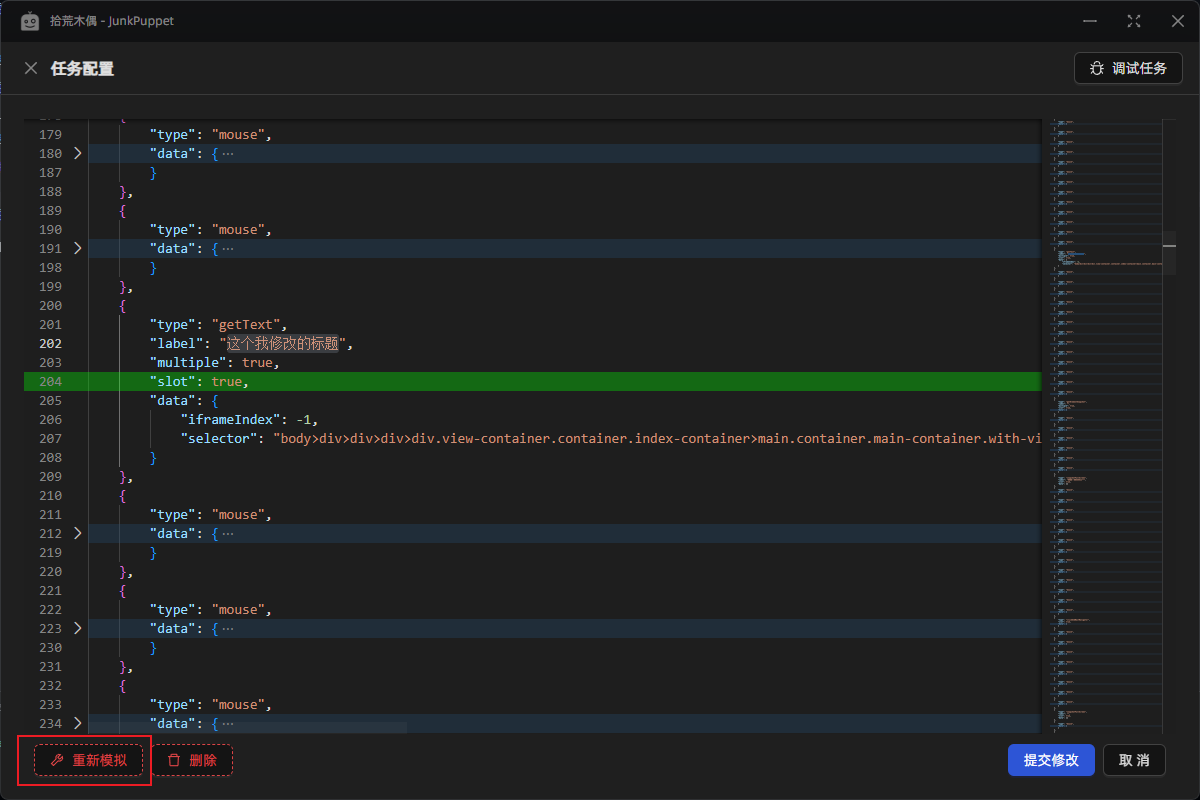 拾荒木偶 - JunkPuppet
任务配置
调试任务
179 "type": "mouse",
180 "data": { ···
187 }
188 },
189 {
190 "type": "mouse",
191 "data": { ···
198 }
199 },
200 {
201 "type": "getText",
202 "label": "这个我修改的标题",
203 "multiple": true,
204 "slot": true,
205 "data": {
206 "iframeIndex": -1,
207 "selector": "body>div>div>div>div.view-container.container.index-container>main.container.main-container.with-vi
208 }
209 },
210 {
211 "type": "mouse",
212 "data": { ···
219 }
220 },
221 {
222 "type": "mouse",
223 "data": { ···
230 }
231 },
232 {
233 "type": "mouse",
234 "data": { ···
重新模拟
删除
提交修改
取 消